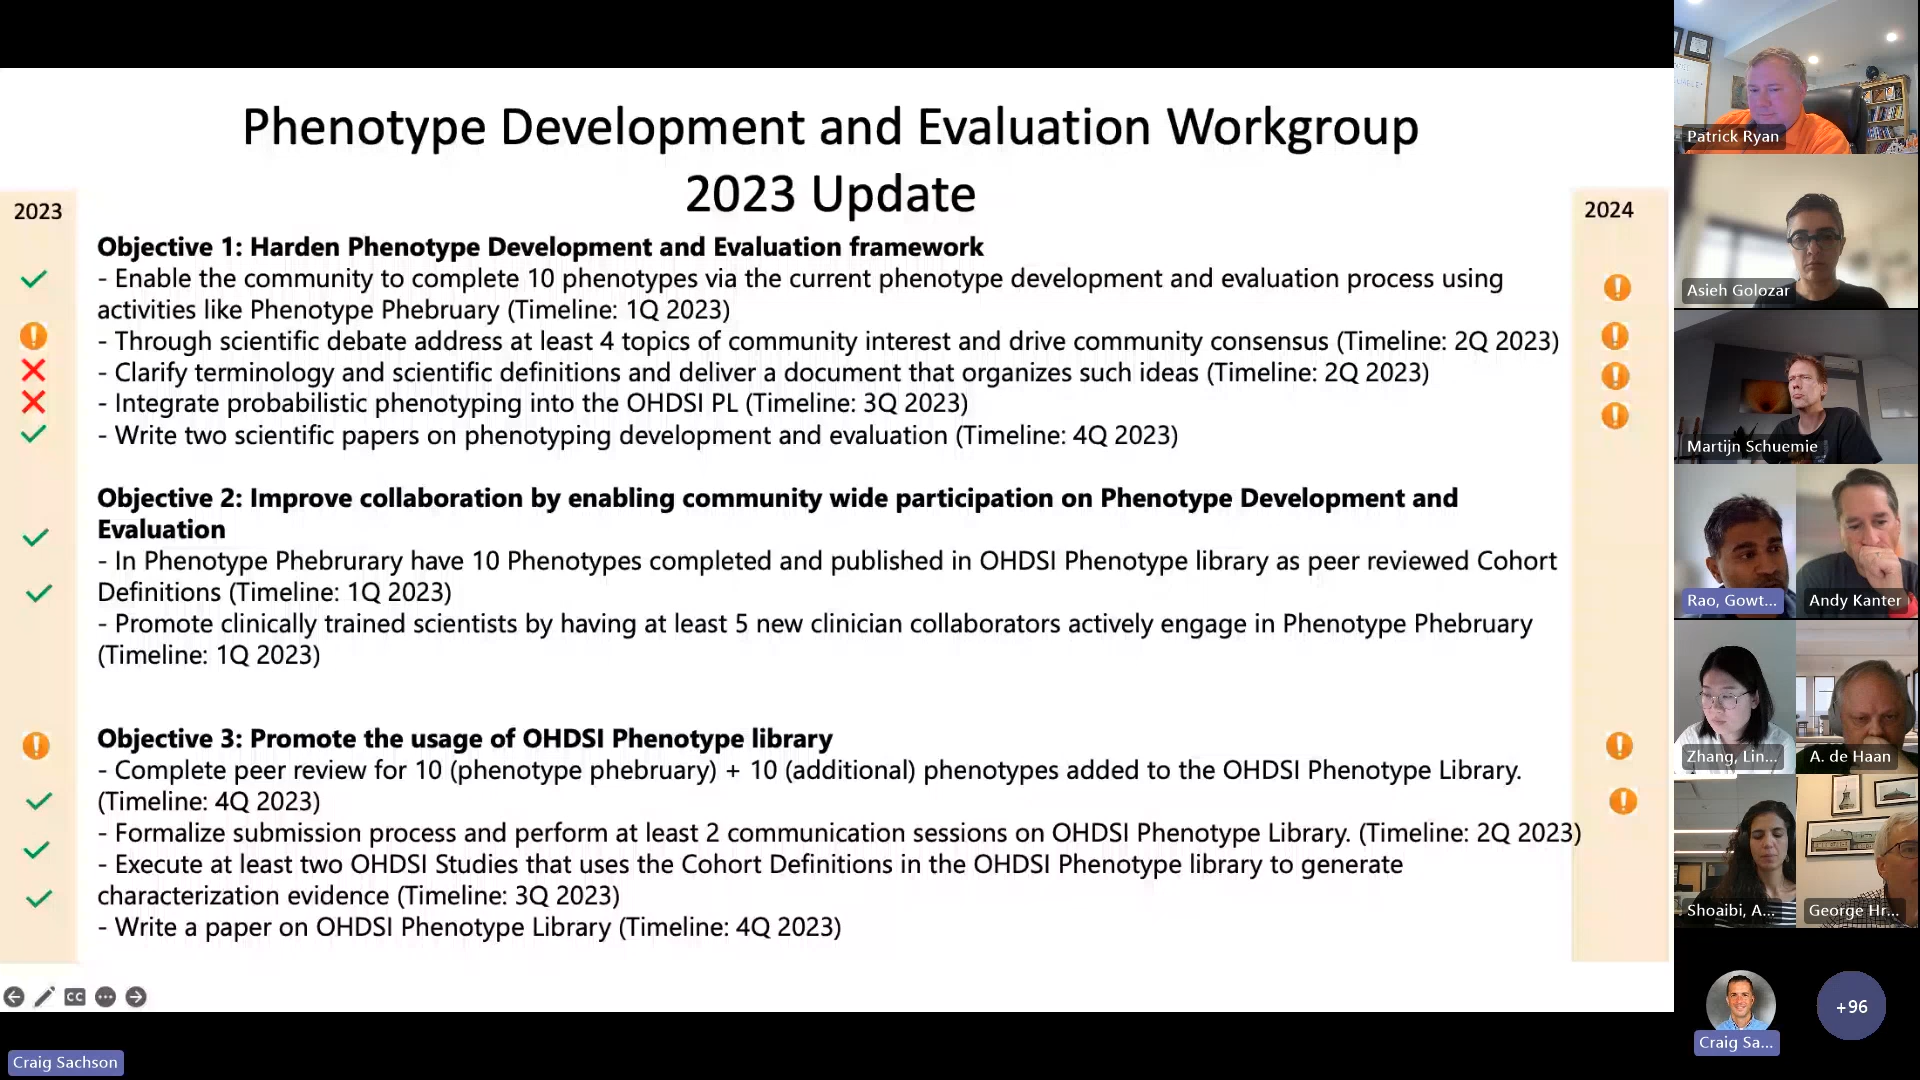 Phenotype Development and Evaluation Workgroup
2023 Update
2023
2024
Objective 1: Harden Phenotype Development and Evaluation framework
- Enable the community to complete 10 phenotypes via the current phenotype development and evaluation process using
activities like Phenotype Phebruary (Timeline: 1Q 2023)
- Through scientific debate address at least 4 topics of community interest and drive community consensus (Timeline: 2Q 2023)
- Clarify terminology and scientific definitions and deliver a document that organizes such ideas (Timeline: 2Q 2023)
- Integrate probabilistic phenotyping into the OHDSI PL (Timeline: 3Q 2023)
- Write two scientific papers on phenotyping development and evaluation (Timeline: 4Q 2023)
Objective 2: Improve collaboration by enabling community wide participation on Phenotype Development and
Evaluation
- In Phenotype Phebrurary have 10 Phenotypes completed and published in OHDSI Phenotype library as peer reviewed Cohort
Definitions (Timeline: 1Q 2023)
- Promote clinically trained scientists by having at least 5 new clinician collaborators actively engage in Phenotype Phebruary
(Timeline: 1Q 2023)
Objective 3: Promote the usage of OHDSI Phenotype library
- Complete peer review for 10 (phenotype phebruary) + 10 (additional) phenotypes added to the OHDSI Phenotype Library.
(Timeline: 4Q 2023)
- Formalize submission process and perform at least 2 communication sessions on OHDSI Phenotype Library. (Timeline: 2Q 2023)
- Execute at least two OHDSI Studies that uses the Cohort Definitions in the OHDSI Phenotype library to generate
characterization evidence (Timeline: 3Q 2023)
- Write a paper on OHDSI Phenotype Library (Timeline: 4Q 2023)
CC
Craig Sachson
Patrick Ryan
Asieh Golozar
Martijn Schuemie
Rao, Gowt...
Andy Kanter
Zhang, Lin...
A. de Haan
Shoaibi, A...
George Hr...
Craig Sa...
+96